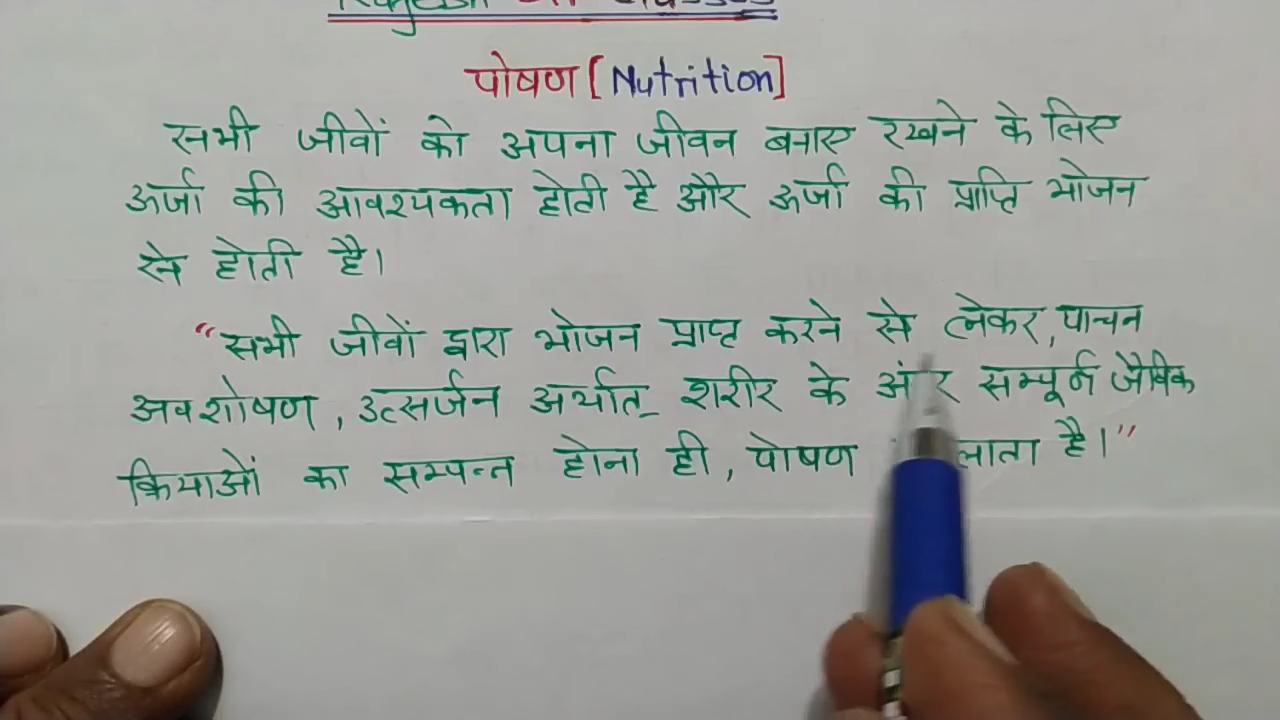 पोषण [Nutrition]
सभी जीवों को अपना जीवन बनाए रखने के लिए
ऊर्जा की आवश्यकता होती है और ऊर्जा की प्राप्ति भोजन
से होती है।
“सभी जीवों द्वारा भोजन प्राप्त करने से लेकर, पाचन
अवशोषण, उत्सर्जन अर्थात् शरीर के सम्पूर्ण जैविक
क्रियाओं का सम्पन्न होना ही, पोषण है।”